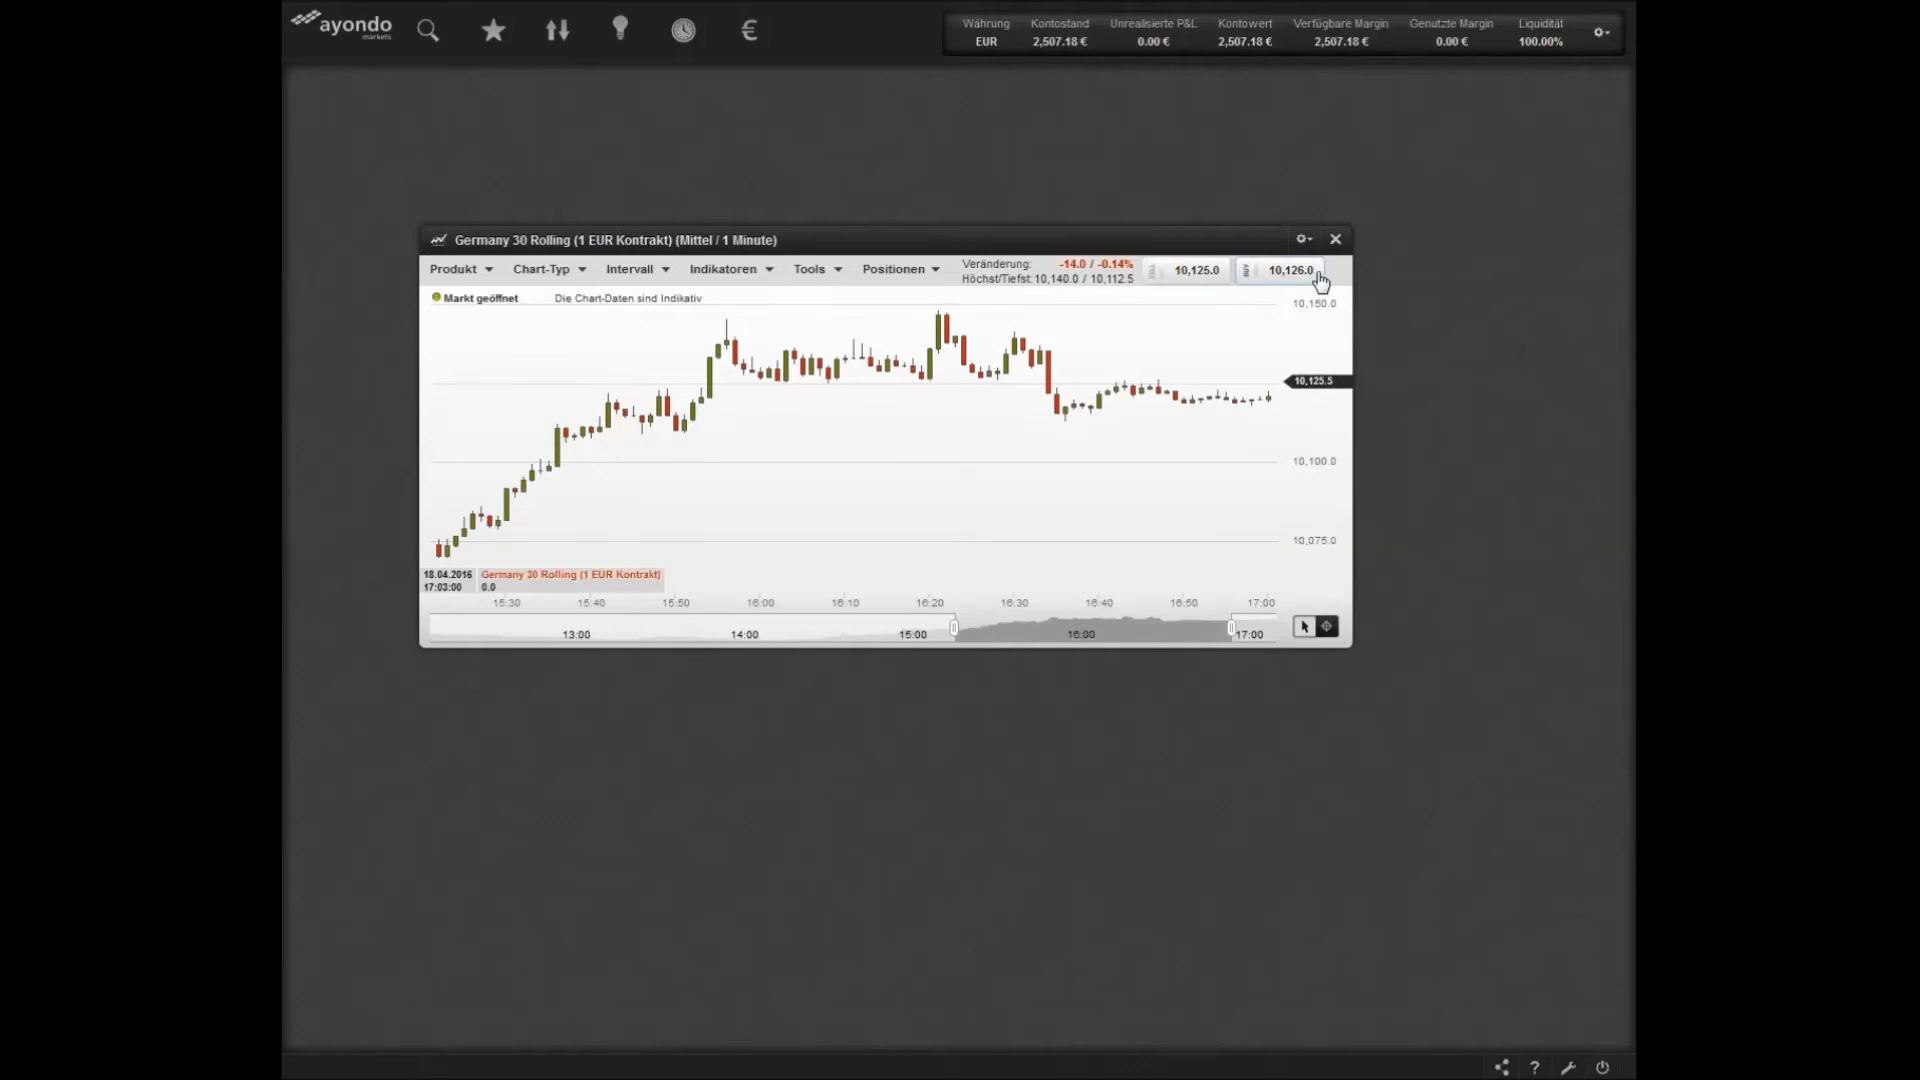 ayondo
markets
Währung Kontostand Unrealisierte P&L Kontowert Verfügbare Margin Genutzte Margin Liquidität
EUR 2,507.18 € 0.00 € 2,507.18 € 2,507.18 € 0.00 € 100.00%
Germany 30 Rolling (1 EUR Kontrakt) (Mittel / 1 Minute)
Produkt Chart-Typ Intervall Indikatoren Tools Positionen
Veränderung: -14.0 / -0.14%
Höchst/Tiefst: 10,140.0 / 10,112.5
SELL 10,125.0
BUY 10,126.0
Markt geöffnet Die Chart-Daten sind Indikativ
10,150.0
10,125.5
10,100.0
10,075.0
18.04.2016 Germany 30 Rolling (1 EUR Kontrakt)
17:03:00 0.0
15:30 15:40 15:50 16:00 16:10 16:20 16:30 16:40 16:50 17:00
13:00 14:00 15:00 16:00 17:00